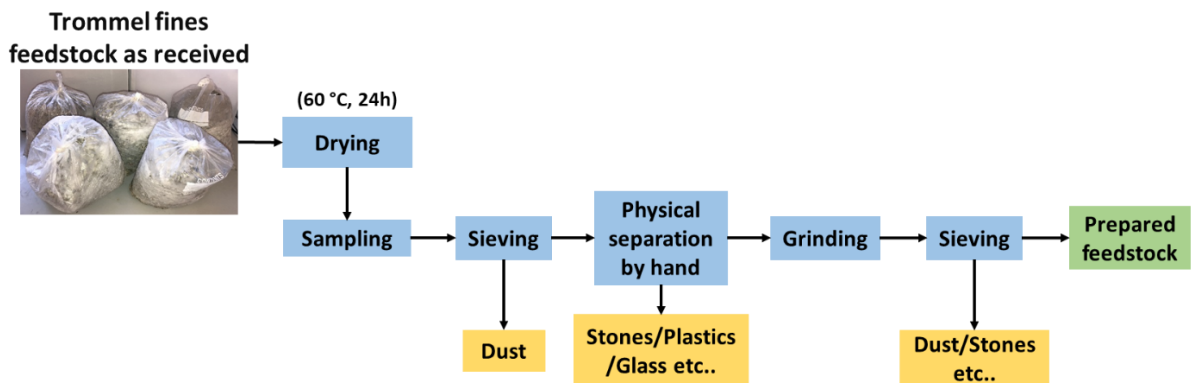 Trommel fines
feedstock as received
(60 °C, 24h)
Drying
Sampling
Sieving
Physical
separation
by hand
Grinding
Sieving
Prepared
feedstock
Dust
Stones/Plastics
/Glass etc..
Dust/Stones
etc..